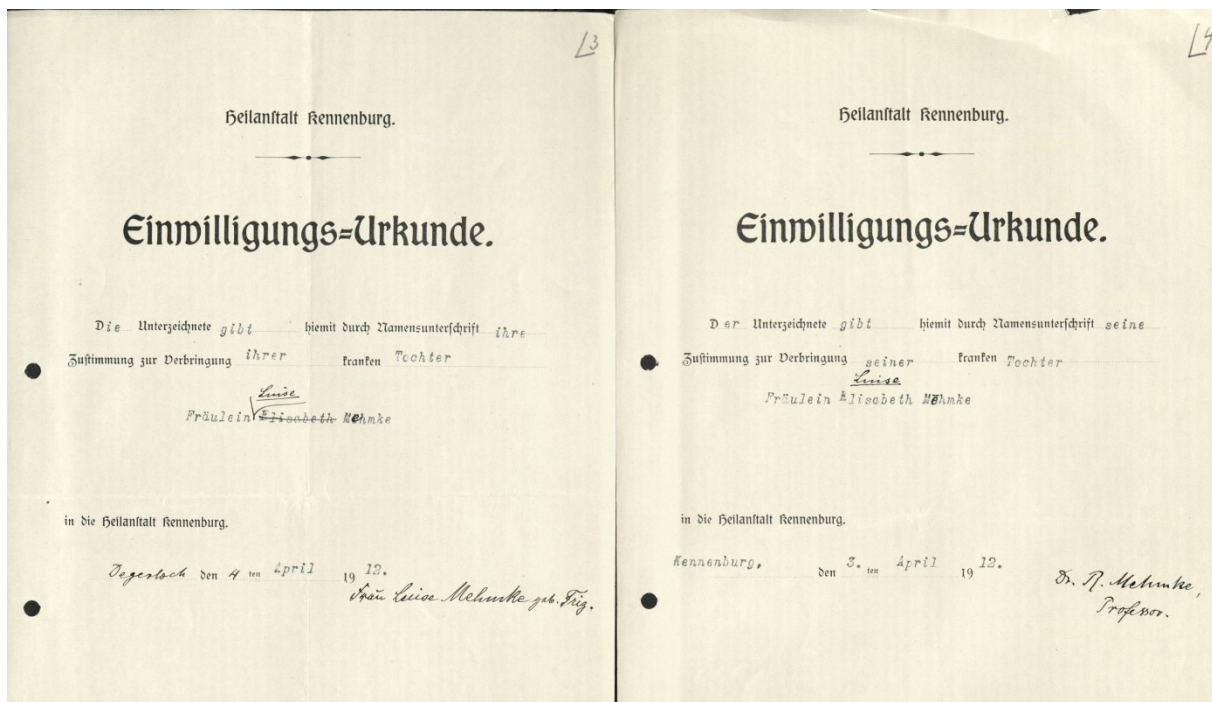 3
Heilanstalt Kennenburg.
Einwilligungs=Urkunde.
Die Unterzeichnete gibt hiemit durch Namensunterschrift ihre
Zustimmung zur Verbringung ihrer kranken Tochter
Luise
Fräulein Elisabeth Mehmke
in die Heilanstalt Kennenburg.
Degerloch den 4 ten April 1912.
Frau Luise Mehmke geb. Friz.
4
Heilanstalt Kennenburg.
Einwilligungs=Urkunde.
Der Unterzeichnete gibt hiemit durch Namensunterschrift seine
Zustimmung zur Verbringung seiner kranken Tochter
Luise
Fräulein Elisabeth Mehmke
in die Heilanstalt Kennenburg.
Kennenburg, den 3. ten April 1912.
Dr. R. Mehmke,
Professor.